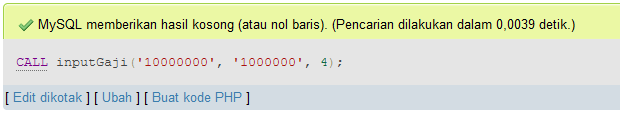 MySQL memberikan hasil kosong (atau nol baris). (Pencarian dilakukan dalam 0,0039 detik.)
CALL inputGaji('10000000', '1000000', 4);
[ Edit dikotak ] [ Ubah ] [ Buat kode PHP ]